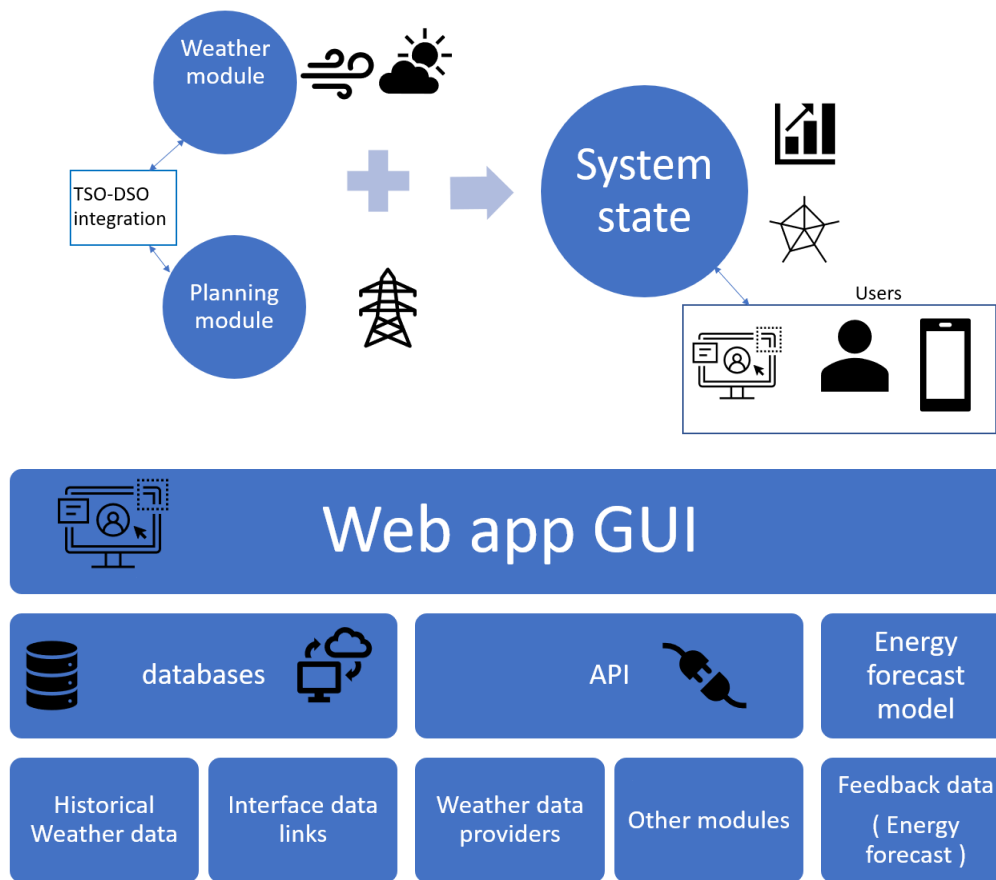 Weather
module
TSO-DSO
integration
Planning
module
System
state
Users
Web app GUI
databases
API
Energy
forecast
model
Historical
Weather data
Interface data
links
Weather data
providers
Other modules
Feedback data
( Energy
forecast )